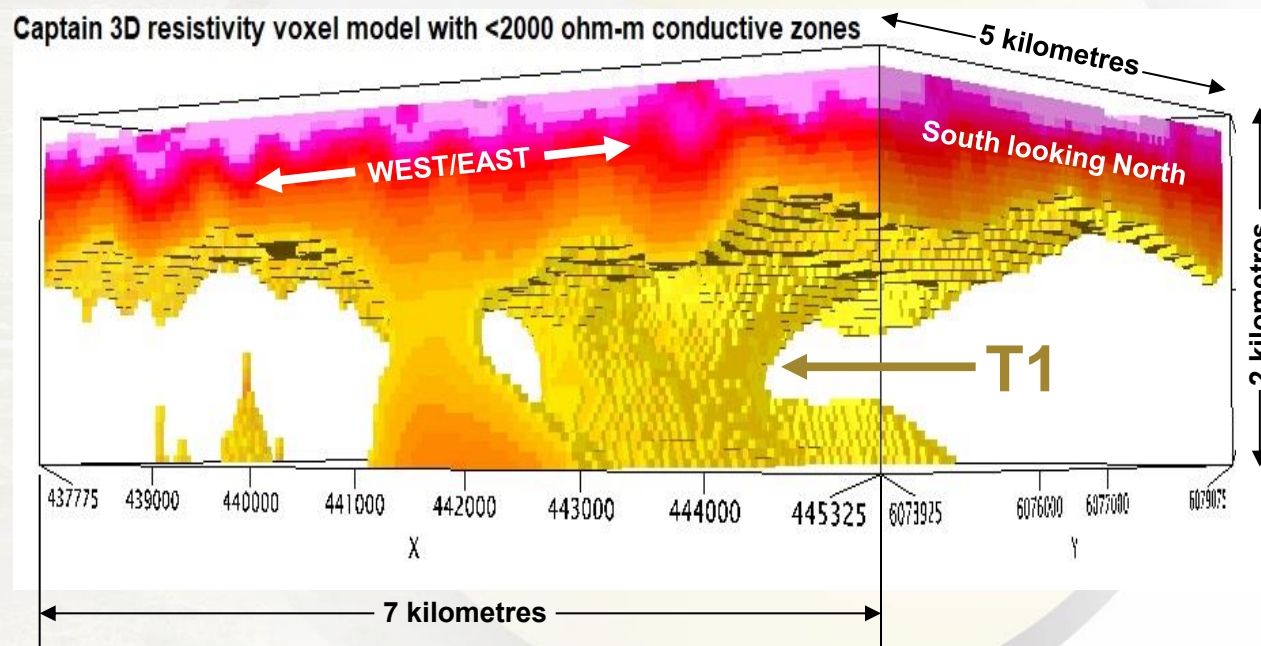 Captain 3D resistivity voxel model with <2000 ohm-m conductive zones
5 kilometres
WEST/EAST
South looking North
2 kilometres
T1
437775 439000 440000 441000 442000 443000 444000 445325 6073925 6076000 6077000 6079075
X Y
7 kilometres